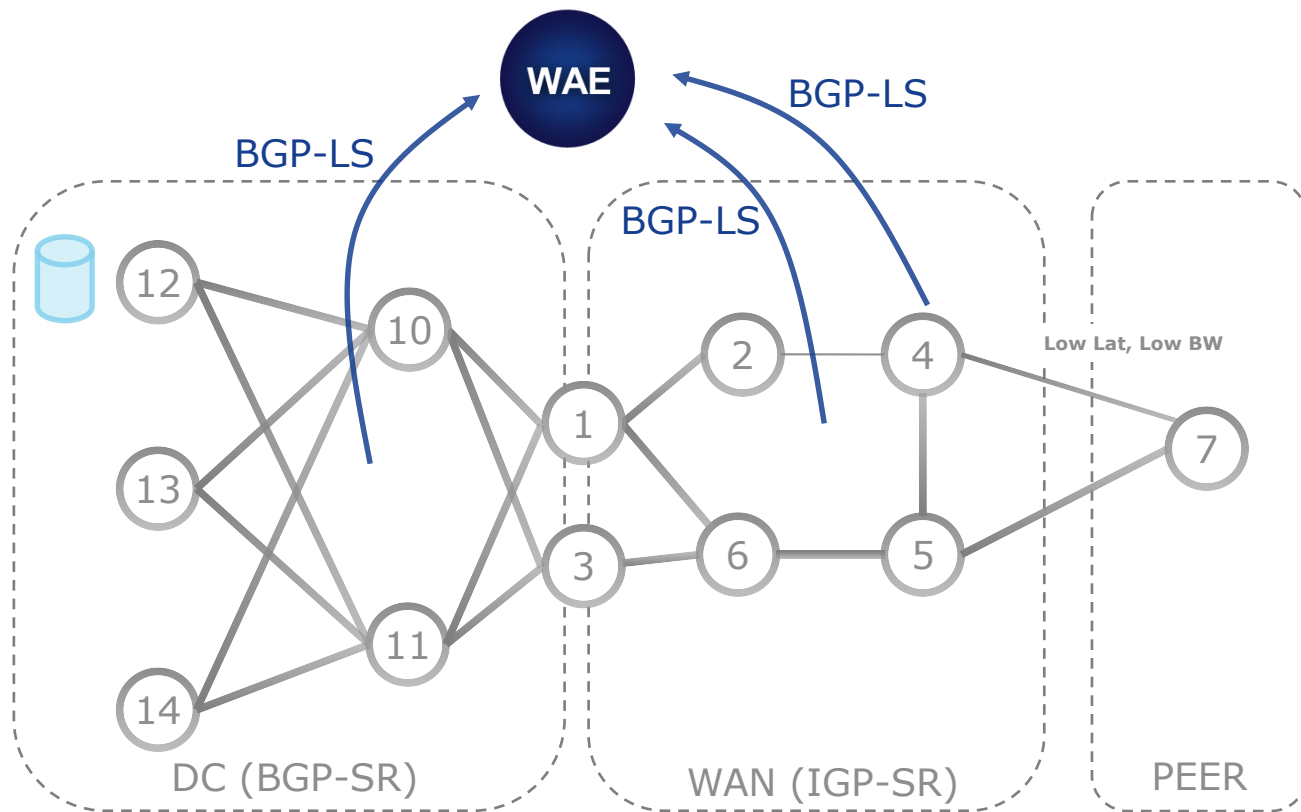 WAE
BGP-LS
BGP-LS
BGP-LS
12
10
2
4
Low Lat, Low BW
1
7
13
3
6
5
11
14
DC (BGP-SR)
WAN (IGP-SR)
PEER